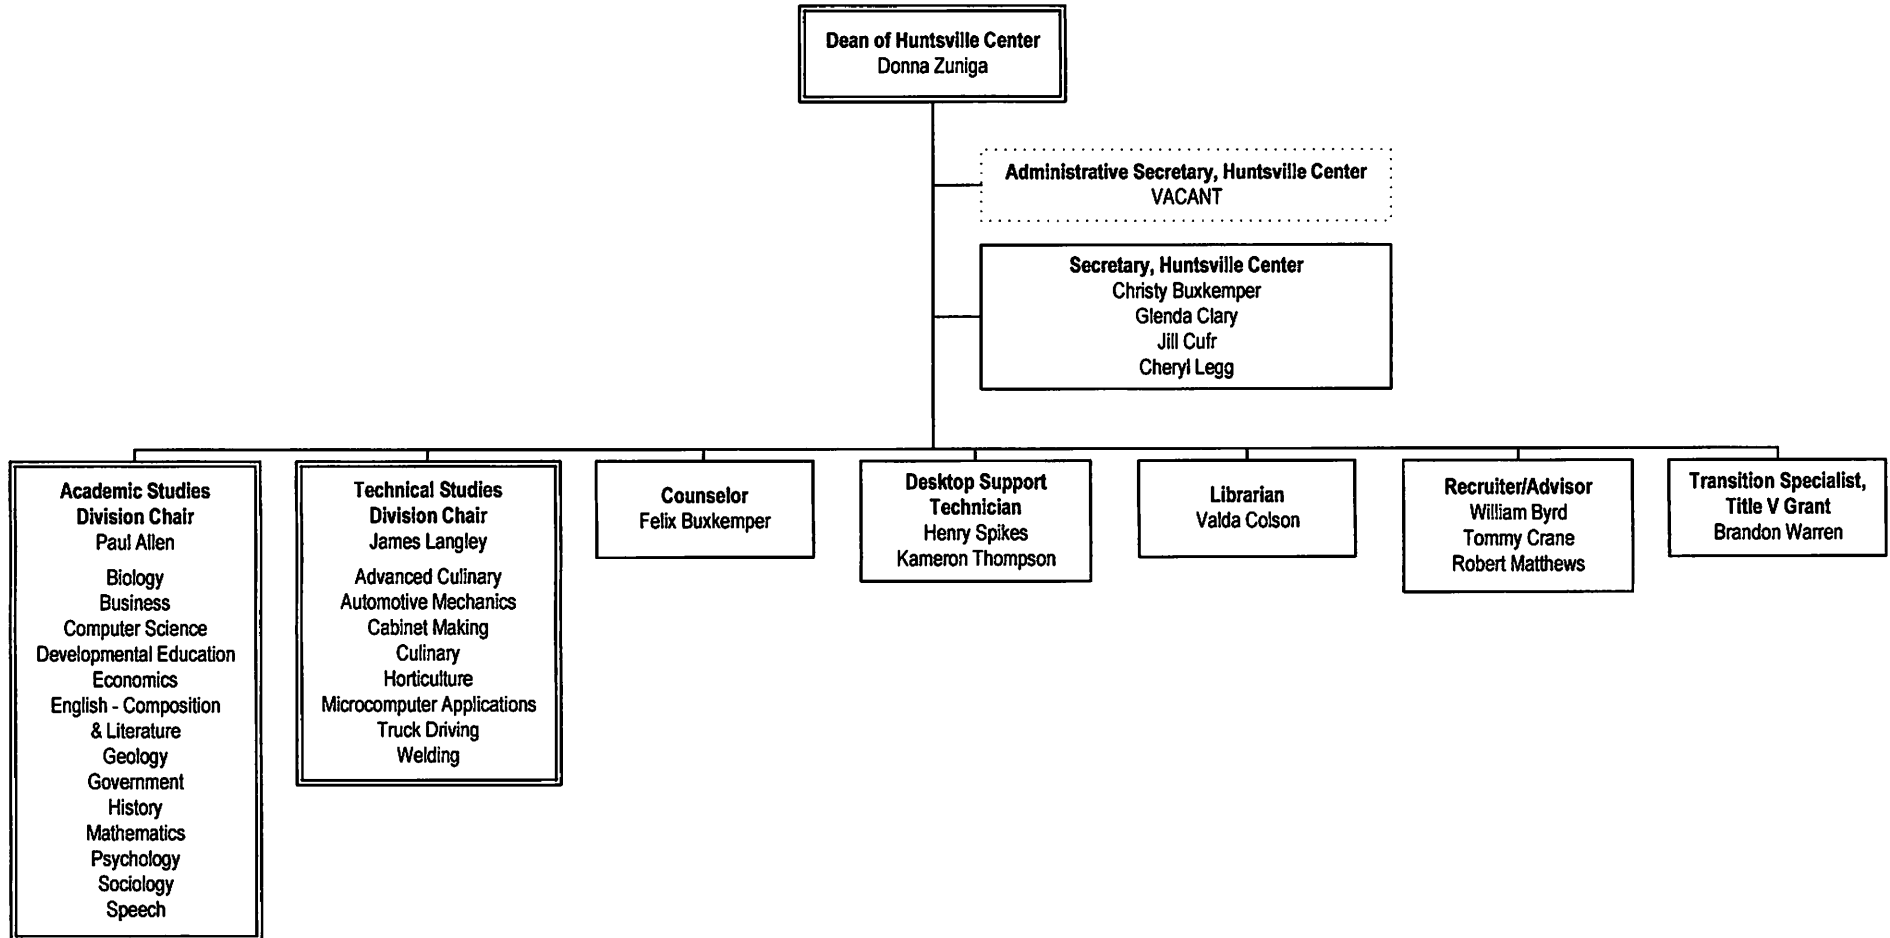 Dean of Huntsville Center
Donna Zuniga
Administrative Secretary, Huntsville Center
VACANT
Secretary, Huntsville Center
Christy Buxkemper
Glenda Clary
Jill Cufr
Cheryl Legg
Academic Studies
Division Chair
Paul Allen
Biology
Business
Computer Science
Developmental Education
Economics
English - Composition
& Literature
Geology
Government
History
Mathematics
Psychology
Sociology
Speech
Technical Studies
Division Chair
James Langley
Advanced Culinary
Automotive Mechanics
Cabinet Making
Culinary
Horticulture
Microcomputer Applications
Truck Driving
Welding
Counselor
Felix Buxkemper
Desktop Support
Technician
Henry Spikes
Kameron Thompson
Librarian
Valda Colson
Recruiter/Advisor
William Byrd
Tommy Crane
Robert Matthews
Transition Specialist,
Title V Grant
Brandon Warren